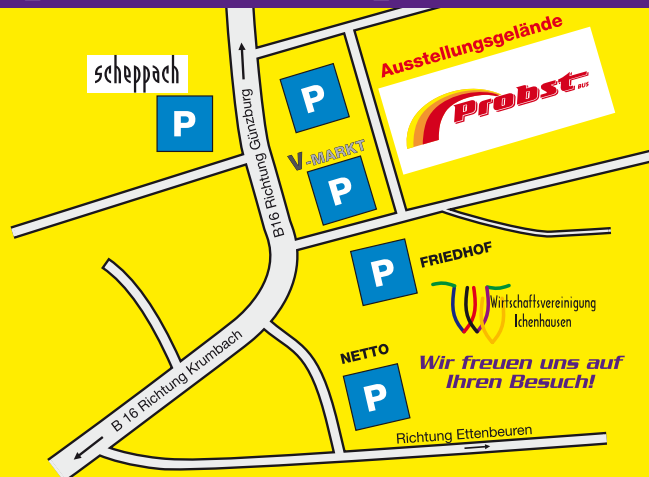 scheppach
P
B16 Richtung Günzburg
P
V-MARKT
P
Ausstellungsgelände
Probst BUS
P
FRIEDHOF
Wirtschaftsvereinigung
Ichenhausen
Wir freuen uns auf
Ihren Besuch!
NETTO
P
B 16 Richtung Krumbach
Richtung Ettenbeuren